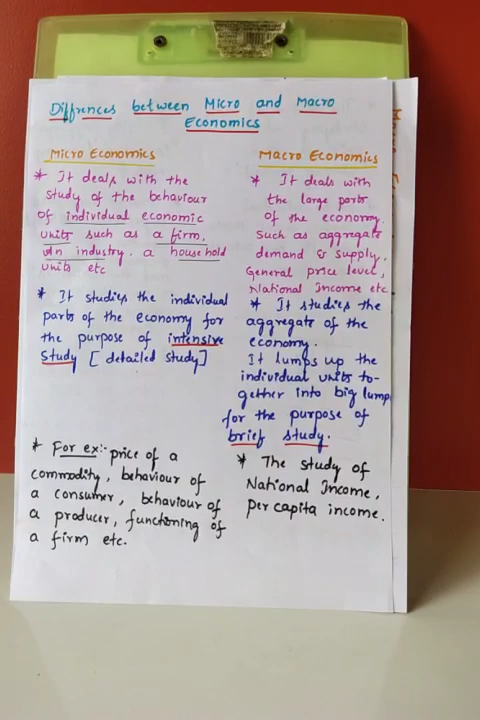 Diffrences between Micro and Macro
Economics
Micro Economics
* It deals with the
study of the behaviour
of individual economic
units such as a firm,
an industry. a household
units etc
* It studies the individual
parts of the economy for
the purpose of intensive
study [detailed study]
* For ex:- price of a
commodity, behaviour of
a consumer, behaviour of
a producer, functioning of
a firm etc.
Macro Economics
* It deals with
the large parts
of the economy.
Such as aggregate
demand & supply.
General price level,
National Income etc
* It studies the
aggregate of the
economy.
It lumps up the
individual units to-
gether into big lump
for the purpose of
brief study.
* The study of
National Income,
per capita income.